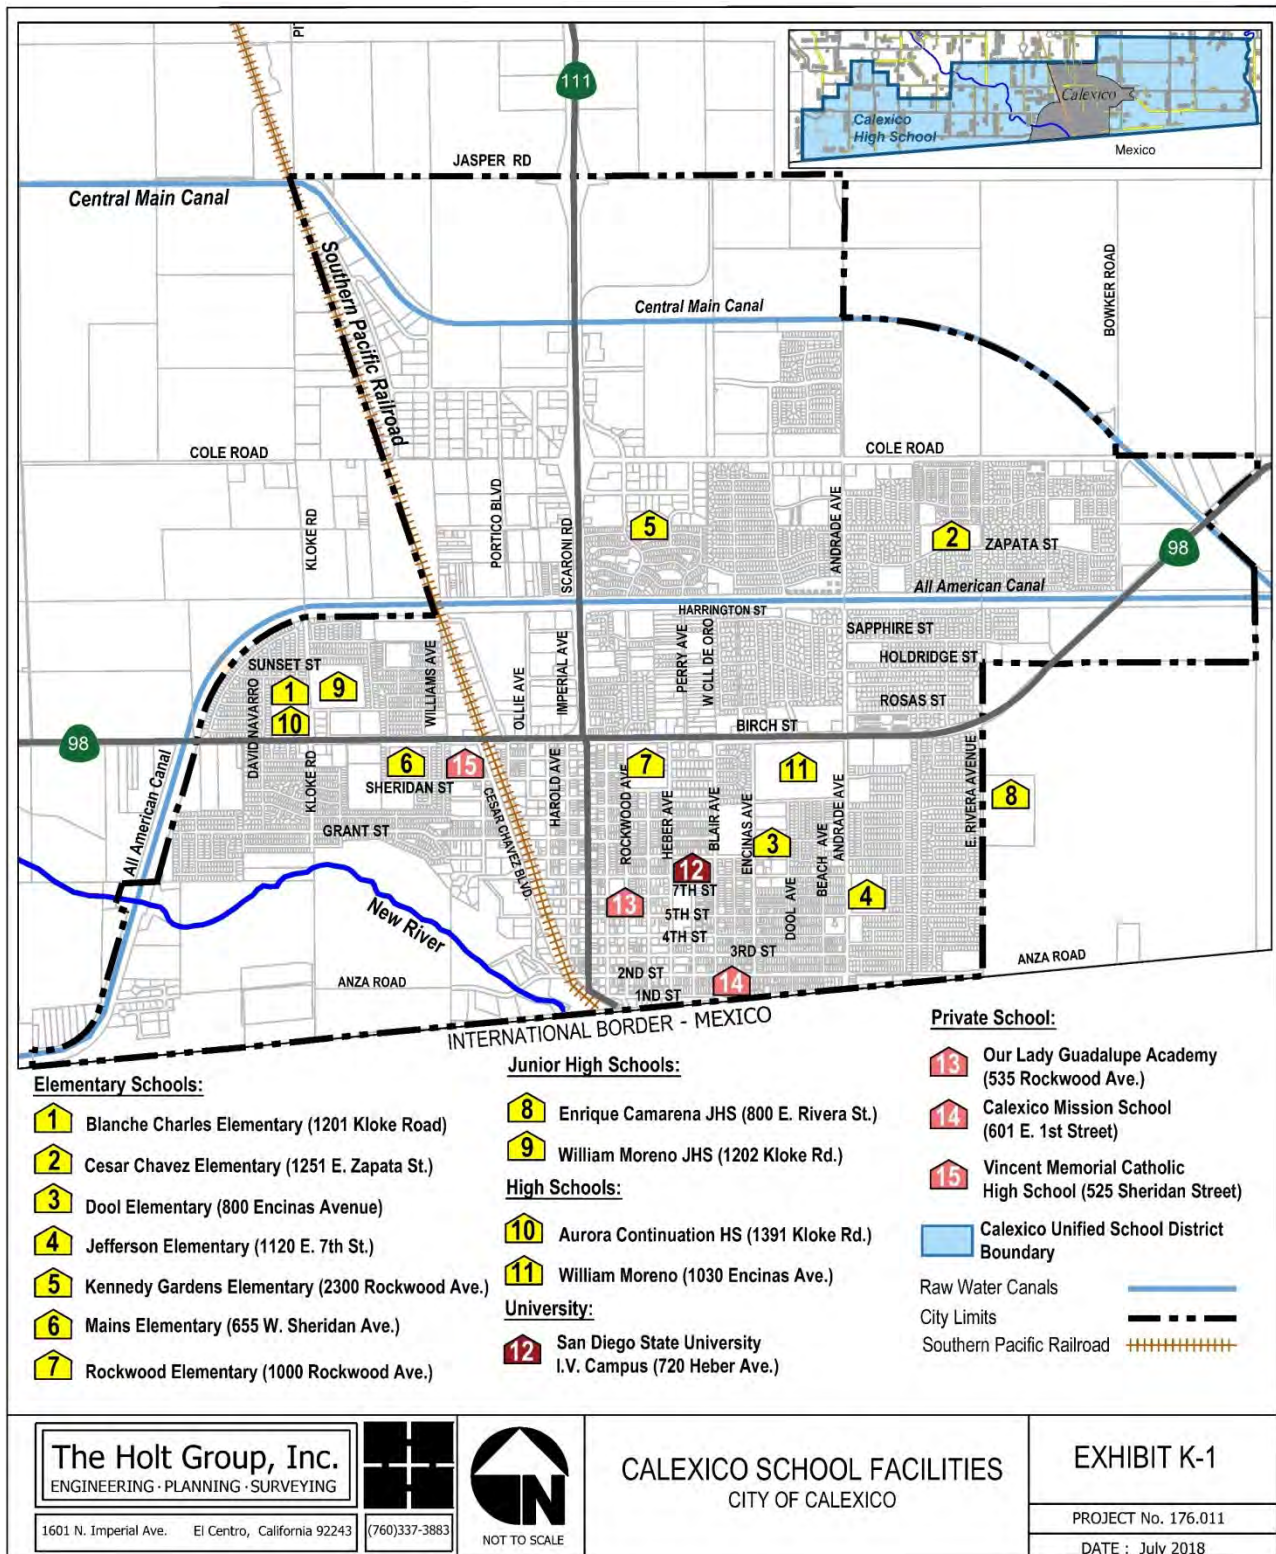 PI
111
Calexico
Calexico
High School
Mexico
JASPER RD
Central Main Canal
Southern Pacific Railroad
Central Main Canal
BOWKER ROAD
COLE ROAD
COLE ROAD
KLOKE RD
PORTICO BLVD
SCARONI RD
5
ANDRADE AVE
2
ZAPATA ST
98
All American Canal
HARRINGTON ST
SAPPHIRE ST
HOLDRIDGE ST
SUNSET ST
1
9
10
DAVID NAVARRO
WILLIAMS AVE
OLLIE AVE
IMPERIAL AVE
PERRY AVE
W CLL DE ORO
ROSAS ST
BIRCH ST
98
All American Canal
KLOKE RD
6
15
SHERIDAN ST
GRANT ST
CESAR CHAVEZ BLVD.
HAROLD AVE
ROCKWOOD AVE
7
HEBER AVE
BLAIR AVE
ENCINAS AVE
11
3
BEACH AVE
ANDRADE AVE
E. RIVERA AVENUE
8
12
7TH ST
13
5TH ST
4TH ST
DOOL AVE
4
3RD ST
New River
2ND ST
14
1ND ST
ANZA ROAD
ANZA ROAD
INTERNATIONAL BORDER - MEXICO
Elementary Schools:
1 Blanche Charles Elementary (1201 Kloke Road)
2 Cesar Chavez Elementary (1251 E. Zapata St.)
3 Dool Elementary (800 Encinas Avenue)
4 Jefferson Elementary (1120 E. 7th St.)
5 Kennedy Gardens Elementary (2300 Rockwood Ave.)
6 Mains Elementary (655 W. Sheridan Ave.)
7 Rockwood Elementary (1000 Rockwood Ave.)
Junior High Schools:
8 Enrique Camarena JHS (800 E. Rivera St.)
9 William Moreno JHS (1202 Kloke Rd.)
High Schools:
10 Aurora Continuation HS (1391 Kloke Rd.)
11 William Moreno (1030 Encinas Ave.)
University:
12 San Diego State University
I.V. Campus (720 Heber Ave.)
Private School:
13 Our Lady Guadalupe Academy
(535 Rockwood Ave.)
14 Calexico Mission School
(601 E. 1st Street)
15 Vincent Memorial Catholic
High School (525 Sheridan Street)
Calexico Unified School District
Boundary
Raw Water Canals
City Limits
Southern Pacific Railroad
The Holt Group, Inc.
ENGINEERING · PLANNING · SURVEYING
1601 N. Imperial Ave. El Centro, California 92243 (760)337-3883
N
NOT TO SCALE
CALEXICO SCHOOL FACILITIES
CITY OF CALEXICO
EXHIBIT K-1
PROJECT No. 176.011
DATE : July 2018